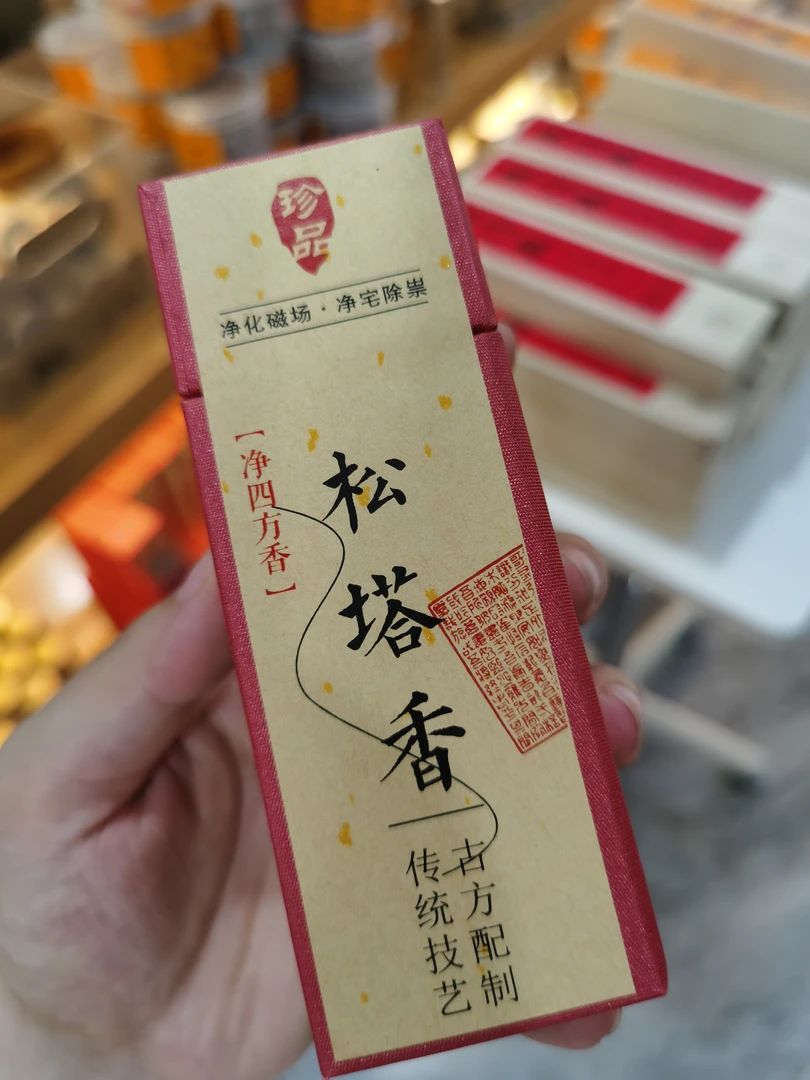 珍品
净化磁场·净宅除祟
【净四方香】
松塔香
古方配制
传统技艺